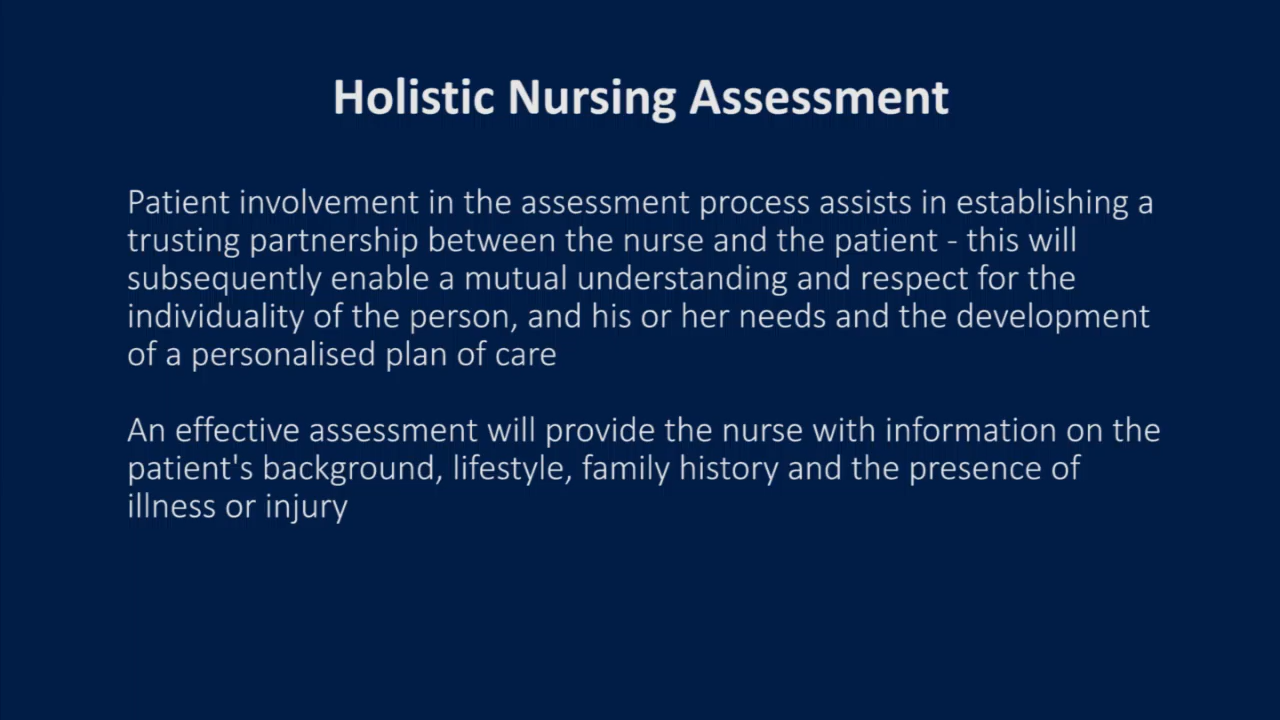 Holistic Nursing Assessment
Patient involvement in the assessment process assists in establishing a
trusting partnership between the nurse and the patient - this will
subsequently enable a mutual understanding and respect for the
individuality of the person, and his or her needs and the development
of a personalised plan of care
An effective assessment will provide the nurse with information on the
patient's background, lifestyle, family history and the presence of
illness or injury